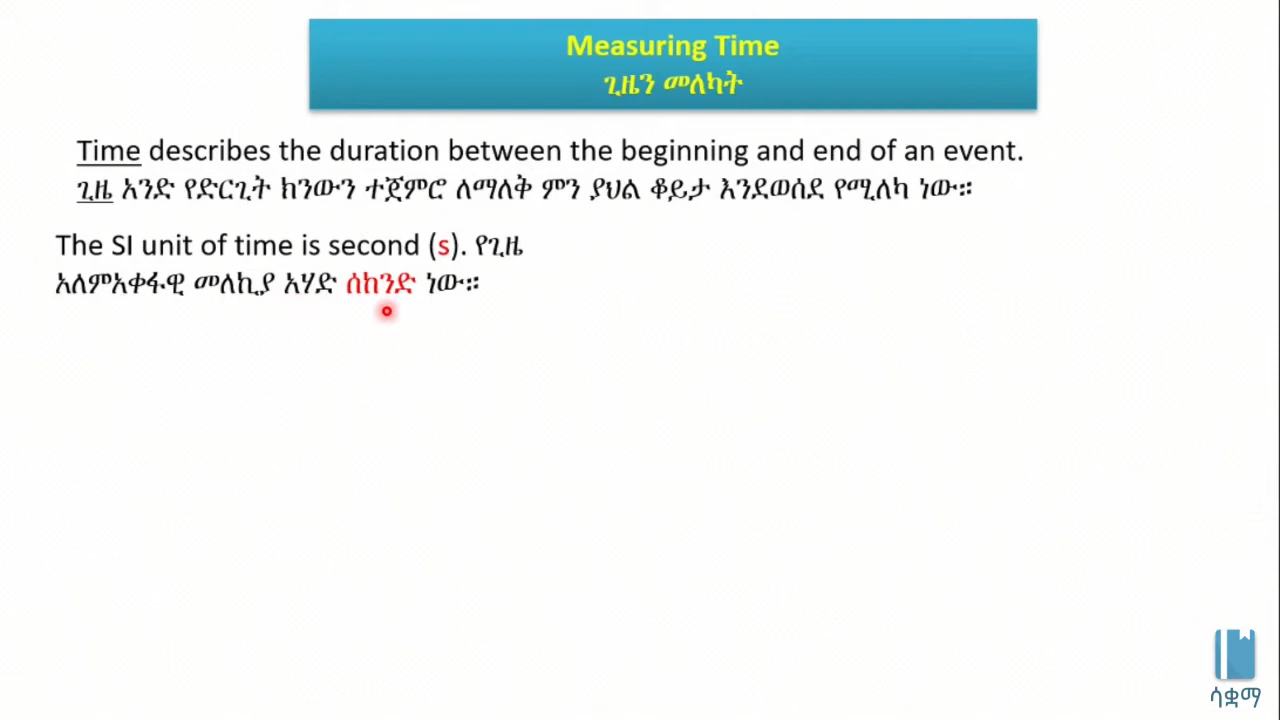 Measuring Time
ጊዜን መለካት
Time describes the duration between the beginning and end of an event.
ጊዜ አንድ የድርጊት ክንውን ተጀምሮ ለማለቅ ምን ያህል ቆይታ እንደወሰደ የሚለካ ነው።
The SI unit of time is second (s). የጊዜ
አለምአቀፋዊ መለኪያ አሃድ ሰከንድ ነው።
ሳቋማ